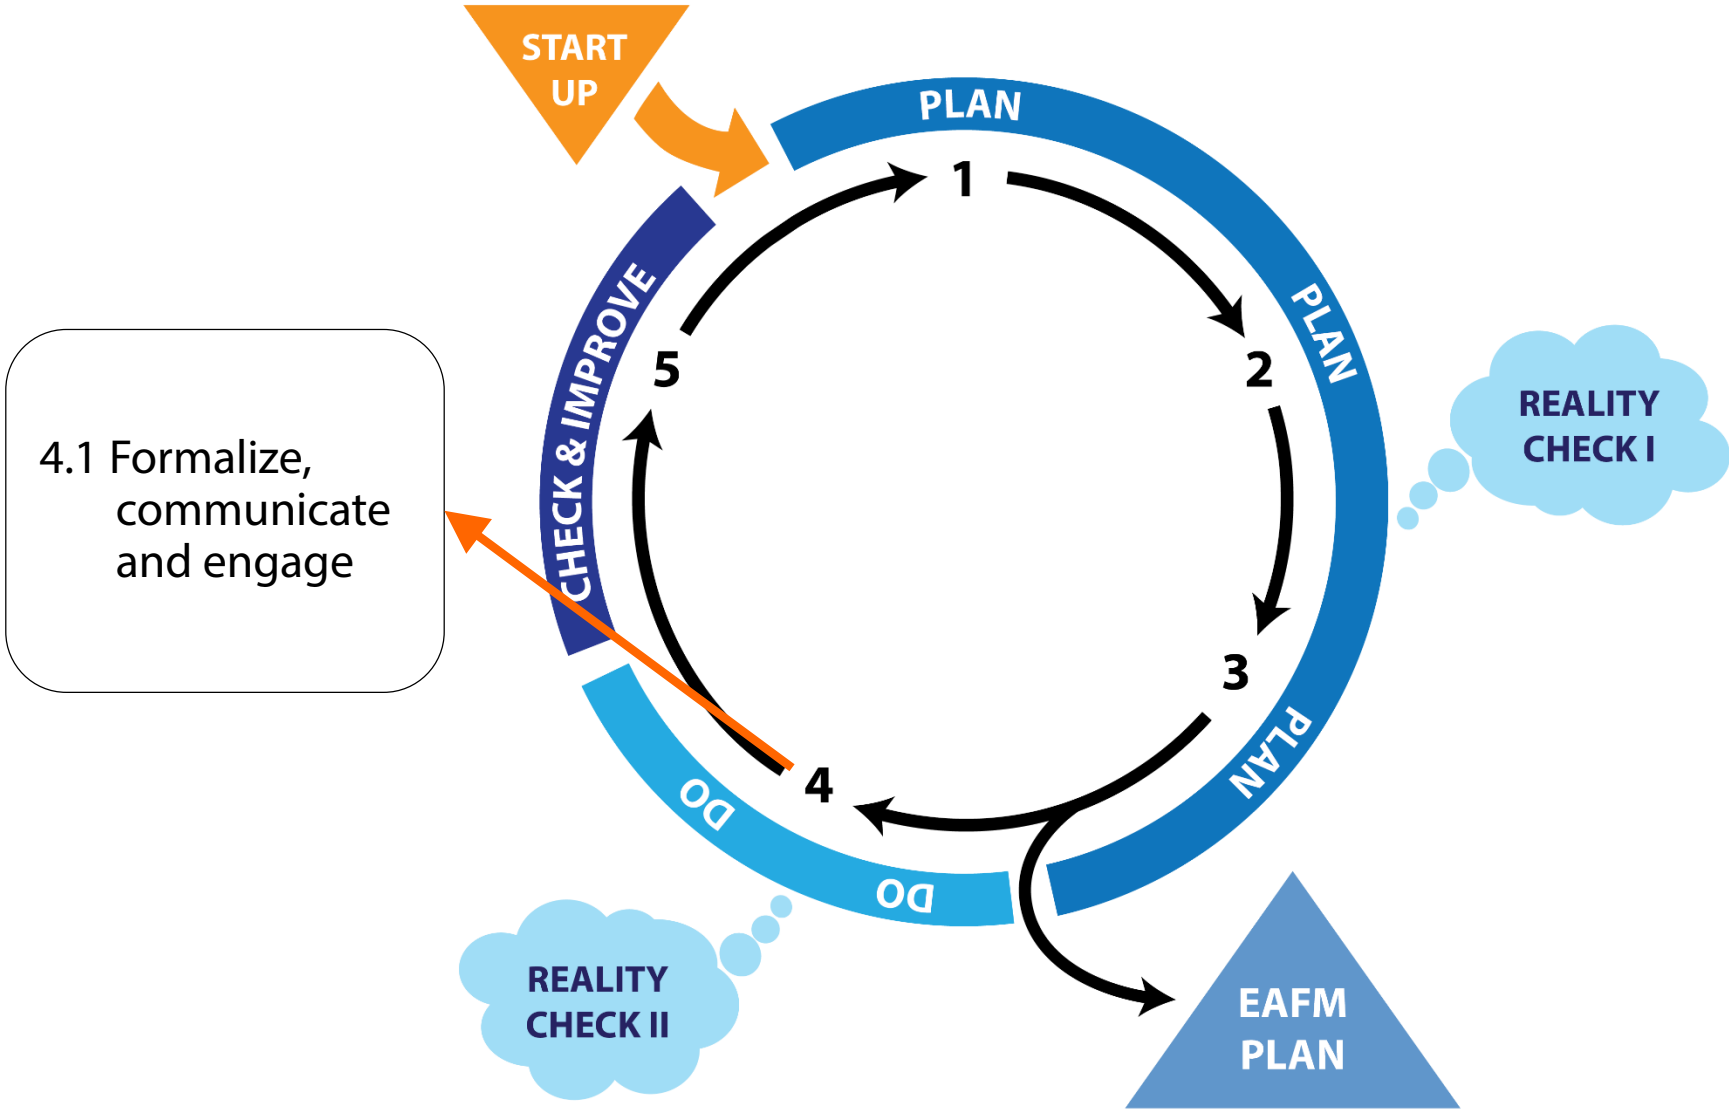 START
UP
PLAN
1
PLAN
2
REALITY
CHECK I
3
PLAN
EAFM
PLAN
4
DO
DO
REALITY
CHECK II
5
CHECK & IMPROVE
4.1 Formalize,
communicate
and engage